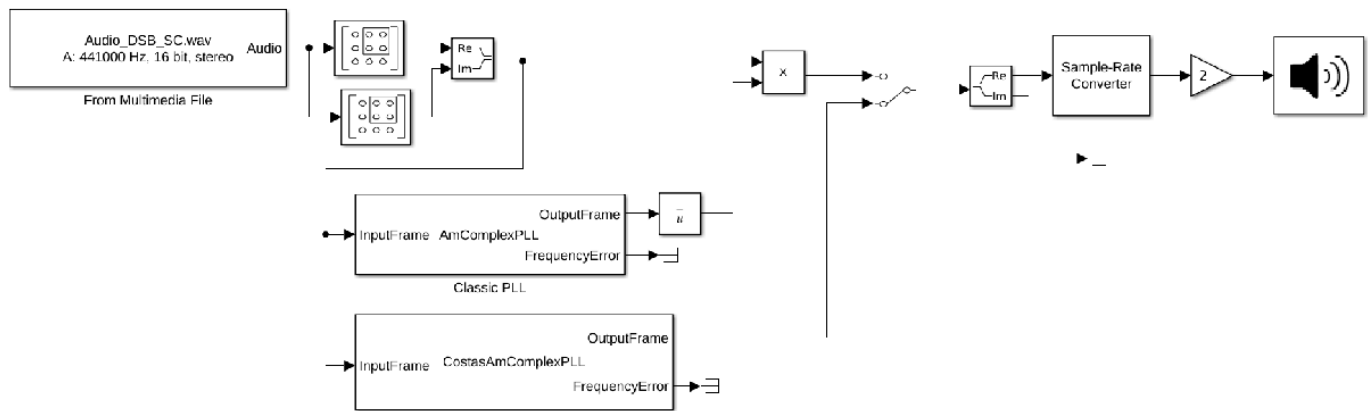 Audio_DSB_SC.wav
A: 441000 Hz, 16 bit, stereo
Audio
From Multimedia File
Re
Im
x
Re
Im
Sample-Rate
Converter
2
OutputFrame
InputFrame
AmComplexPLL
FrequencyError
u
Classic PLL
OutputFrame
InputFrame
CostasAmComplexPLL
FrequencyError